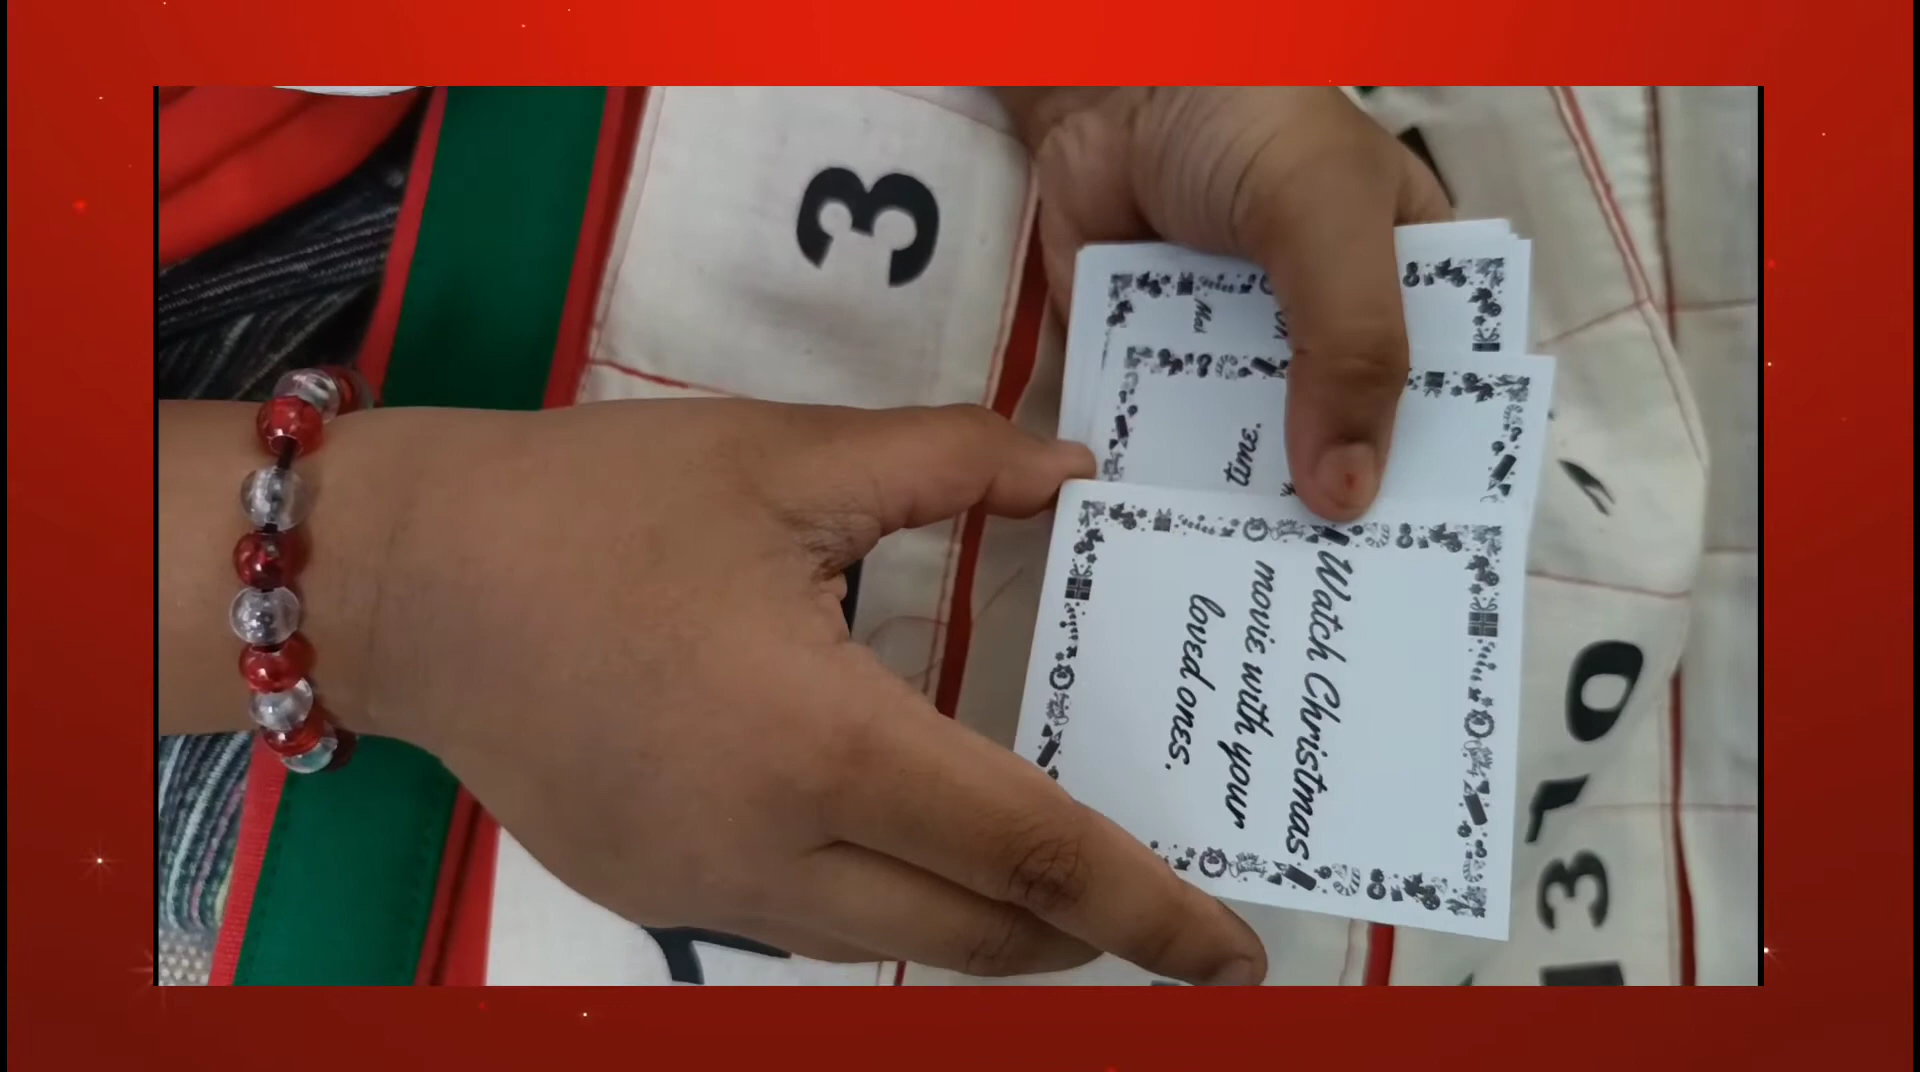 3
Watch Christmas
movie with your
loved ones.
time.